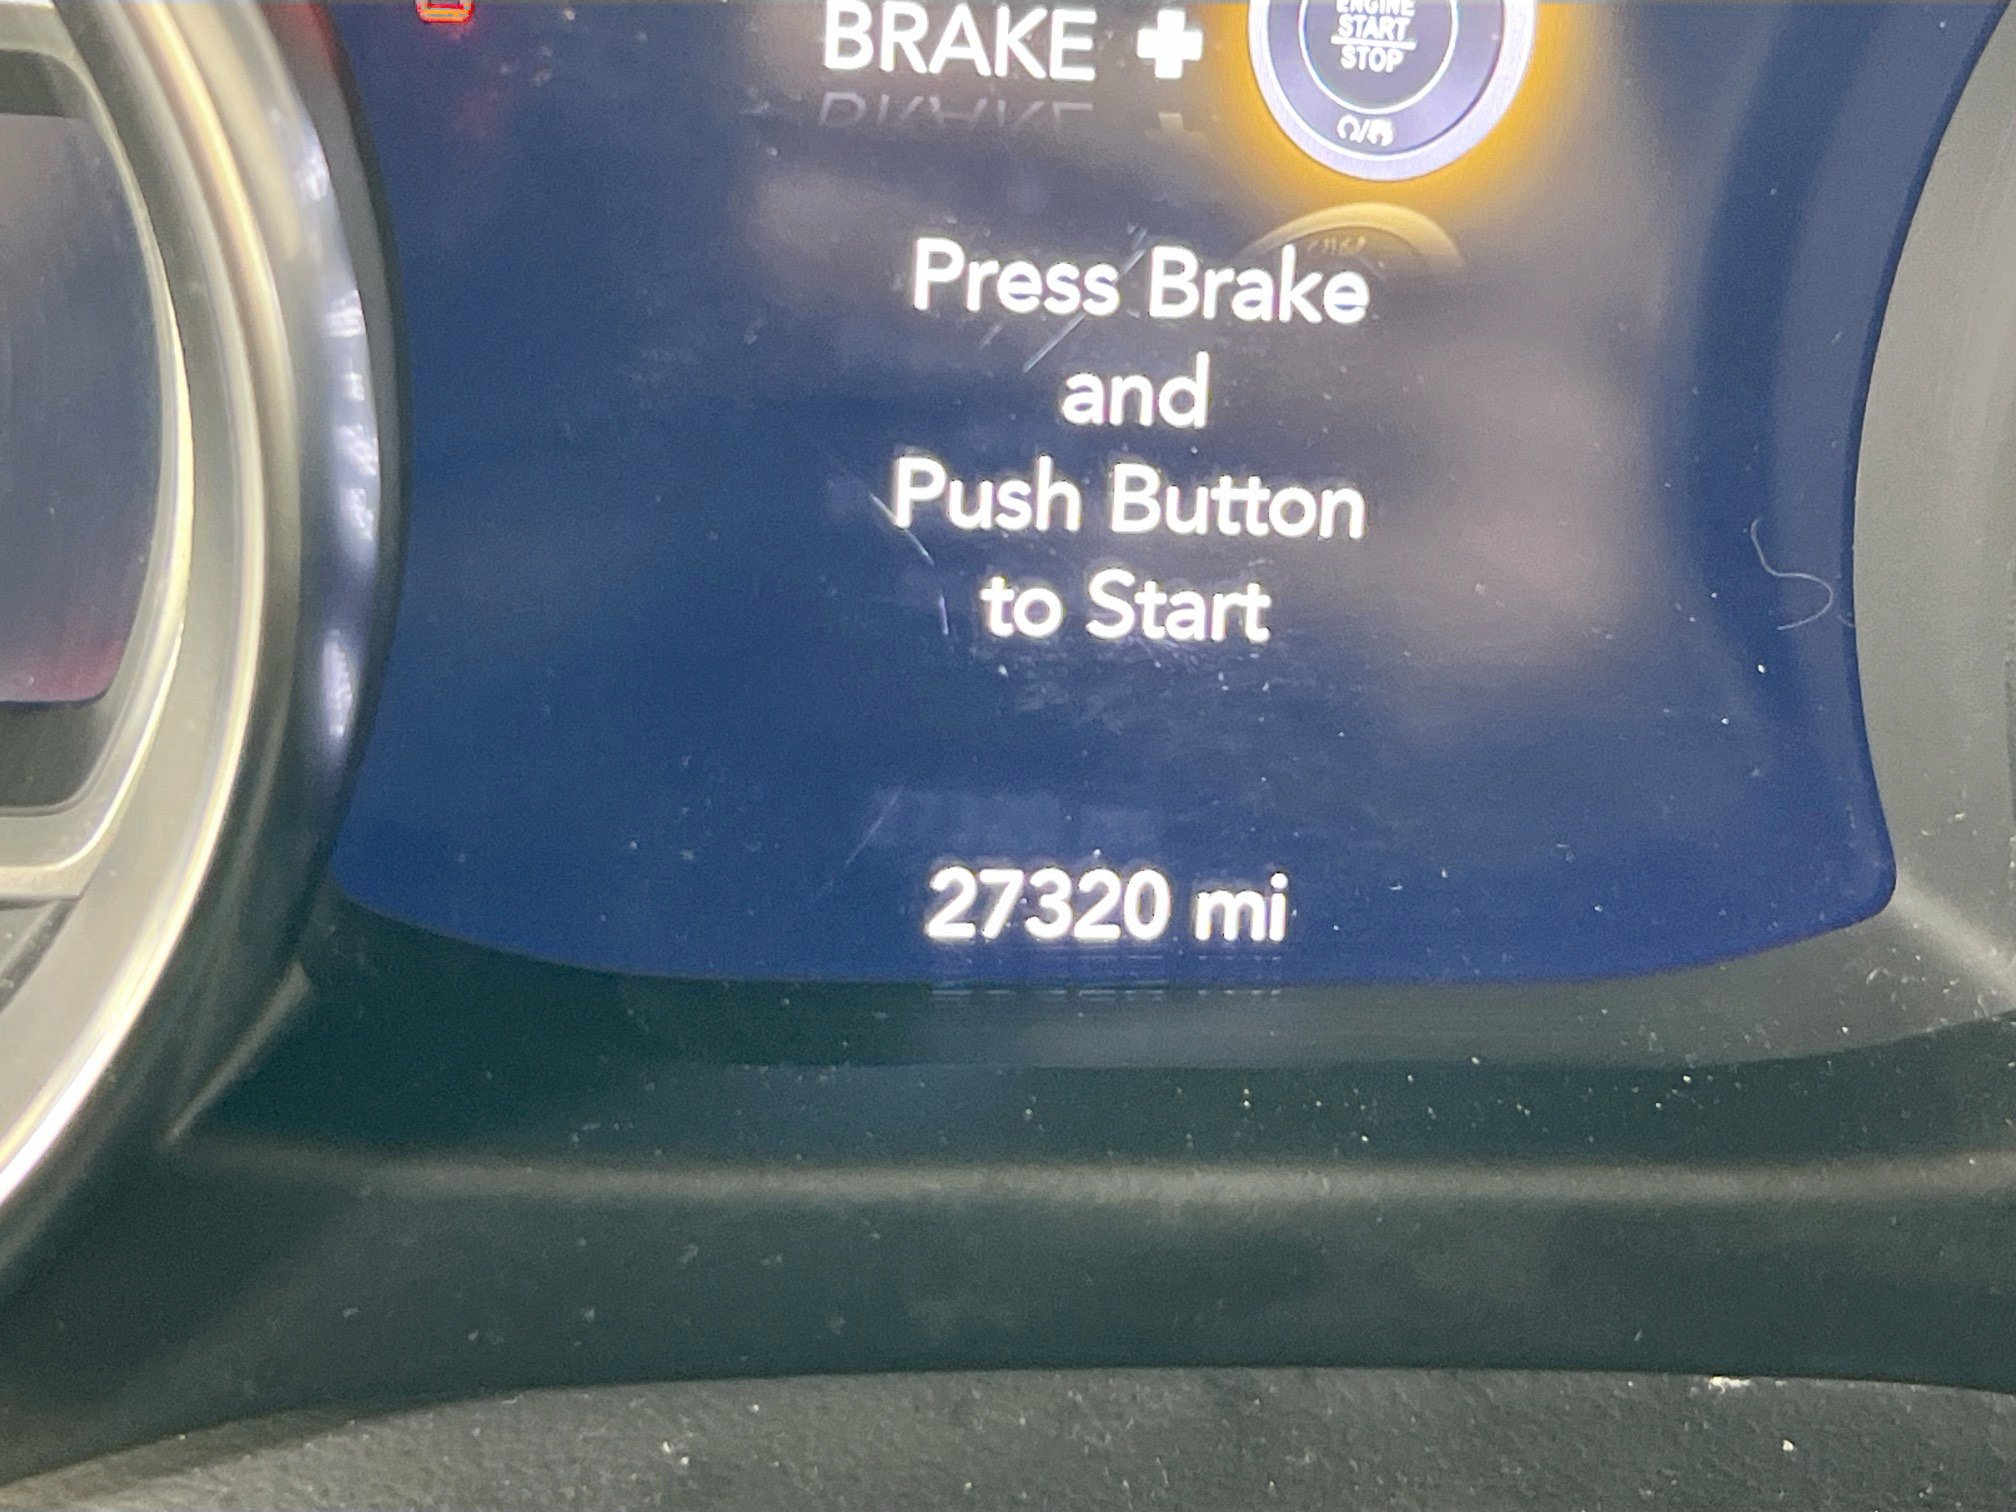 BRAKE +
ENGINE
START
STOP
Press Brake
and
Push Button
to Start
27320 mi